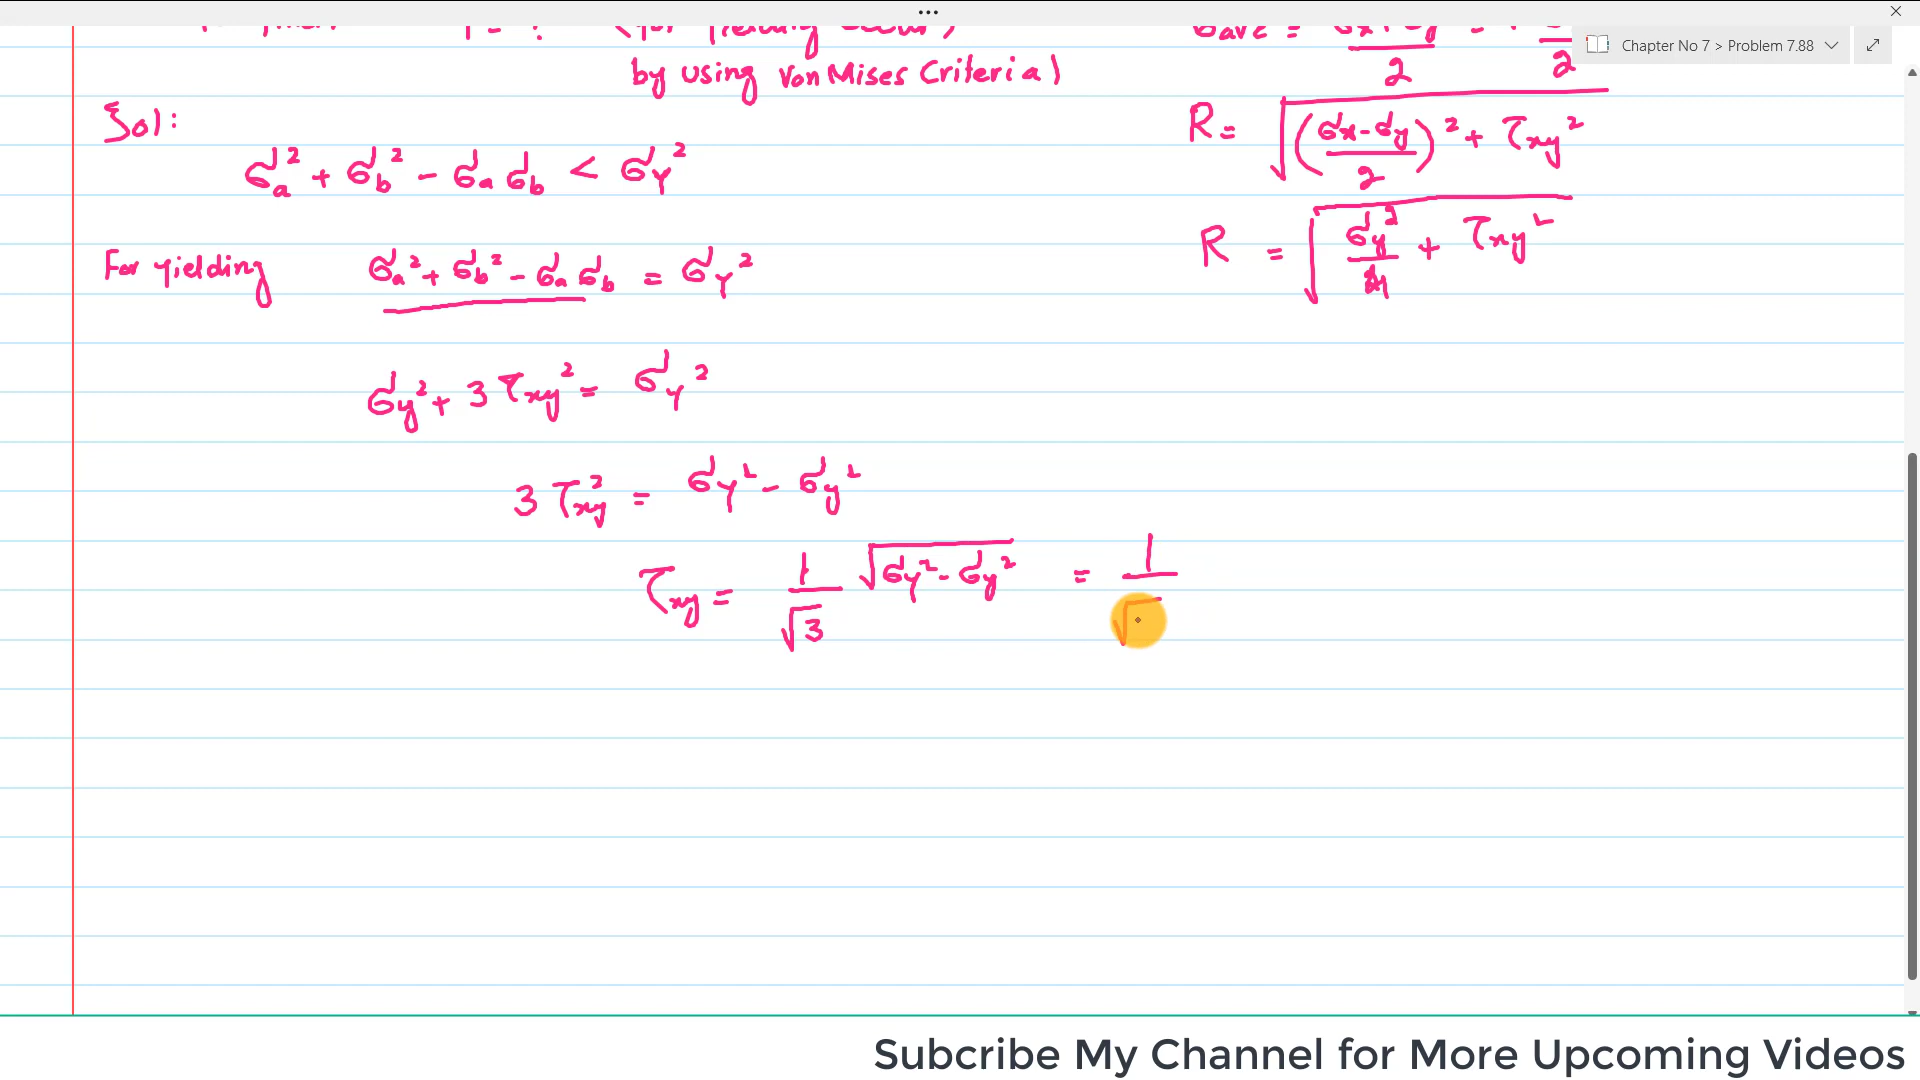 by using Von Mises Criteria)
Sol:
σa² + σb² - σa σb < σY²
For yielding σa² + σb² - σa σb = σY²
σy² + 3 τxy² = σY²
3 τxy² = σY² - σy²
τxy = 1/√3 √σY² - σy² = 1/√
Chapter No 7 > Problem 7.88
2
R = √(σx - σy / 2)² + τxy²
R = √σy²/4 + τxy²
Subcribe My Channel for More Upcoming Videos